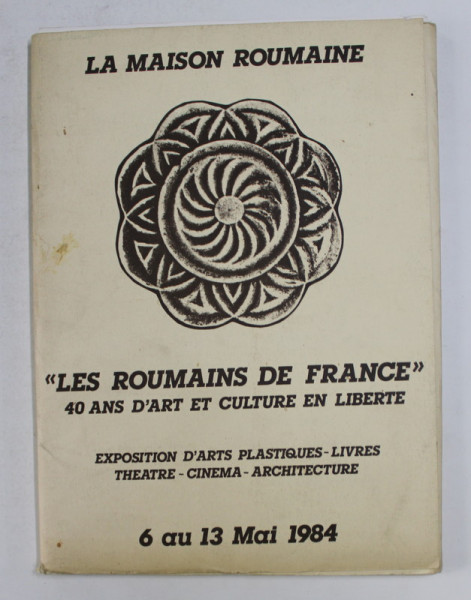 LA MAISON ROUMAINE
«LES ROUMAINS DE FRANCE»
40 ANS D'ART ET CULTURE EN LIBERTE
EXPOSITION D'ARTS PLASTIQUES - LIVRES
THEATRE - CINEMA - ARCHITECTURE
6 au 13 Mai 1984